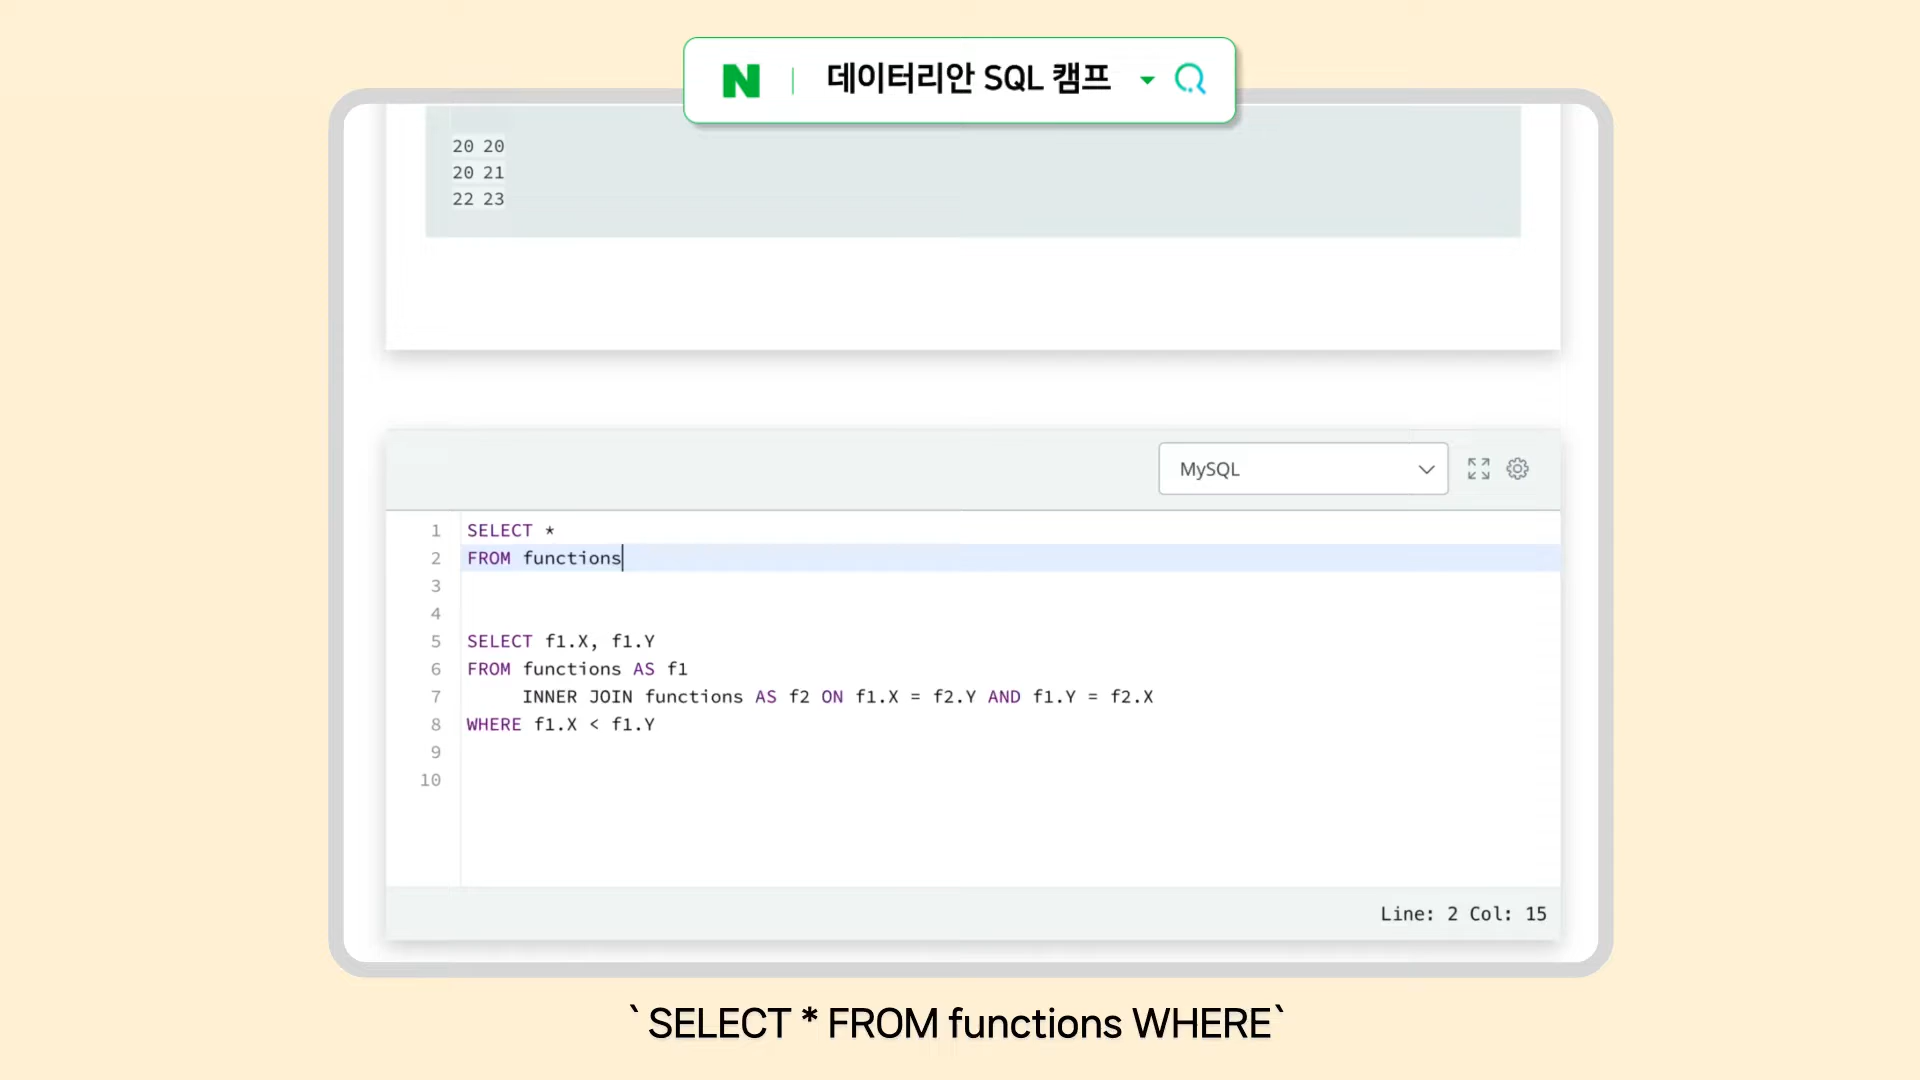 N | 데이터리안 SQL 캠프
20 20
20 21
22 23
MySQL
1 SELECT *
2 FROM functions
3
4
5 SELECT f1.X, f1.Y
6 FROM functions AS f1
7 INNER JOIN functions AS f2 ON f1.X = f2.Y AND f1.Y = f2.X
8 WHERE f1.X < f1.Y
9
10
Line: 2 Col: 15
`SELECT * FROM functions WHERE`